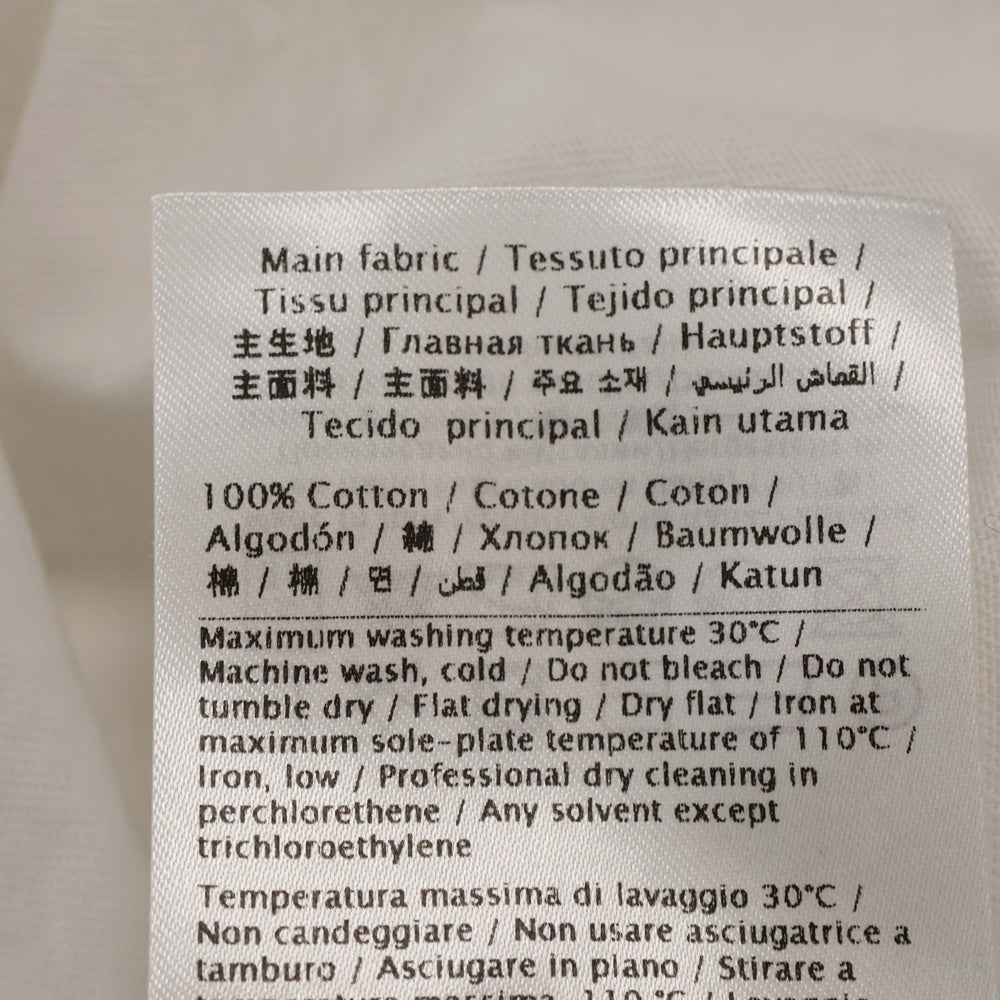 Main fabric / Tessuto principale /
Tissu principal / Tejido principal /
主生地 / Главная ткань / Hauptstoff /
主面料 / 主面料 / 주요 소재 / القماش الرئيسي /
Tecido principal / Kain utama
100% Cotton / Cotone / Coton /
Algodón / 綿 / Хлопок / Baumwolle /
棉 / 棉 / 면 / قطن / Algodão / Katun
Maximum washing temperature 30°C /
Machine wash, cold / Do not bleach / Do not
tumble dry / Flat drying / Dry flat / Iron at
maximum sole-plate temperature of 110°C /
Iron, low / Professional dry cleaning in
perchlorethene / Any solvent except
trichloroethylene
Temperatura massima di lavaggio 30°C /
Non candeggiare / Non usare asciugatrice a
tamburo / Asciugare in piano / Stirare a
temperatura massima 110 °C / Lavaggio